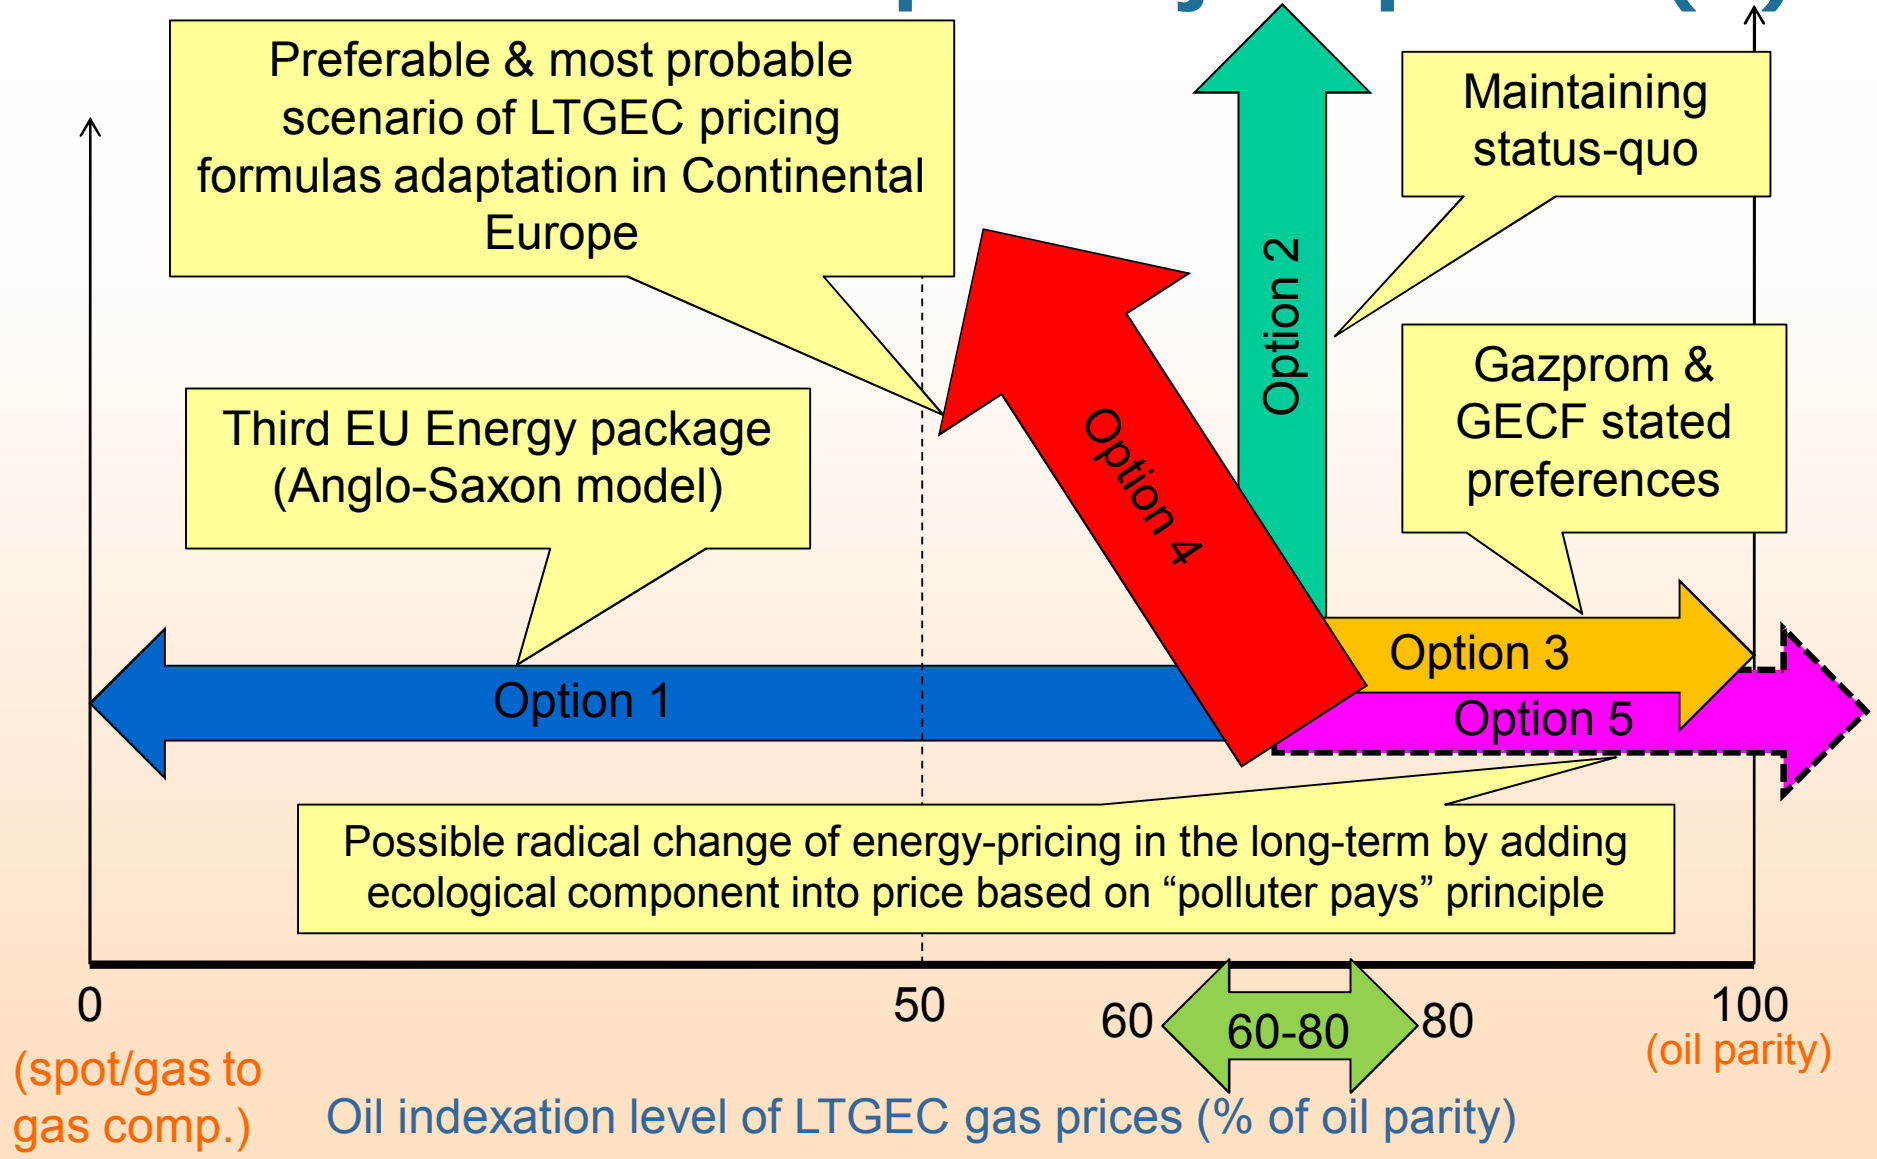 Preferable & most probable
scenario of LTGEC pricing
formulas adaptation in Continental
Europe
Maintaining
status-quo
Option 2
Gazprom &
GECF stated
preferences
Third EU Energy package
(Anglo-Saxon model)
Option 4
Option 3
Option 1
Option 5
Possible radical change of energy-pricing in the long-term by adding
ecological component into price based on “polluter pays” principle
0
50
60
60-80
80
100
(spot/gas to
gas comp.)
(oil parity)
Oil indexation level of LTGEC gas prices (% of oil parity)